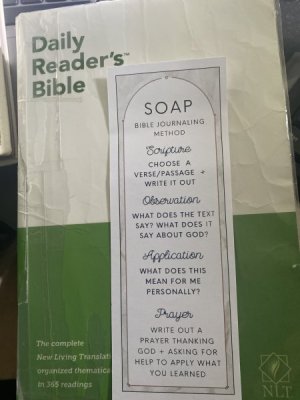 Daily
Reader's™
Bible
SOAP
BIBLE JOURNALING
METHOD
Scripture
CHOOSE A
VERSE/PASSAGE +
WRITE IT OUT
Observation
WHAT DOES THE TEXT
SAY? WHAT DOES IT
SAY ABOUT GOD?
Application
WHAT DOES THIS
MEAN FOR ME
PERSONALLY?
Prayer
WRITE OUT A
PRAYER THANKING
GOD + ASKING FOR
HELP TO APPLY WHAT
YOU LEARNED
The complete
New Living Translati
organized thematica
in 365 readings
NLT